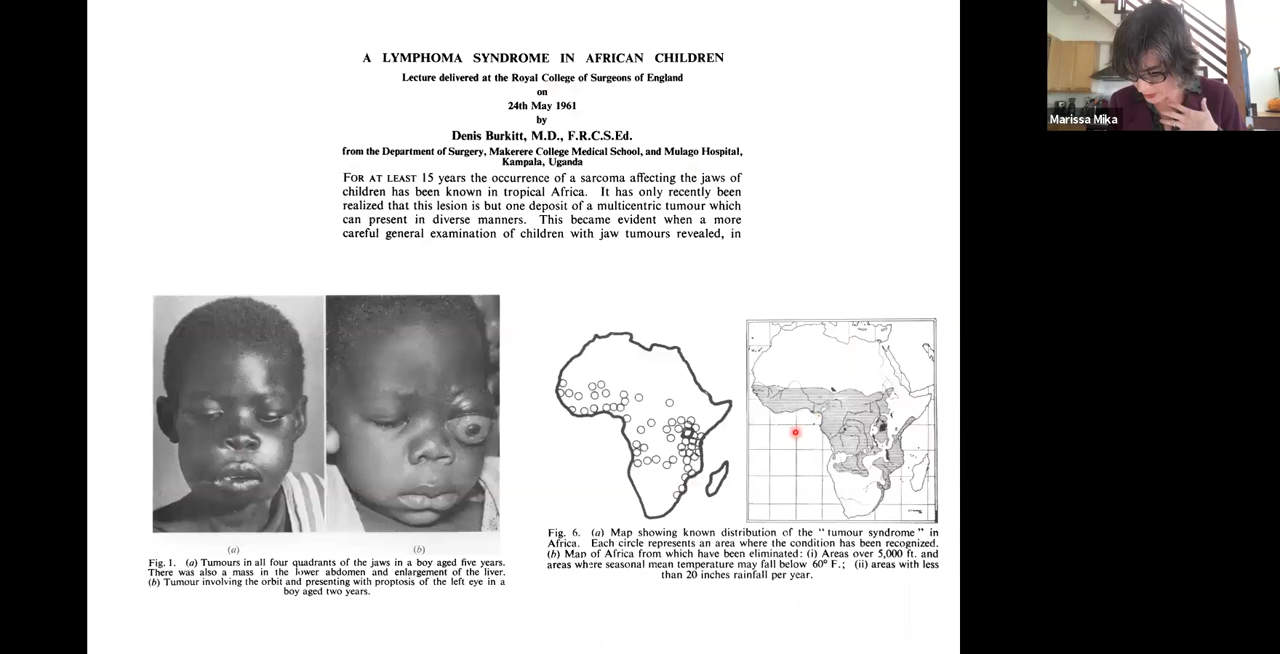 A LYMPHOMA SYNDROME IN AFRICAN CHILDREN
Lecture delivered at the Royal College of Surgeons of England
on
24th May 1961
by
Denis Burkitt, M.D., F.R.C.S.Ed.
from the Department of Surgery, Makerere College Medical School, and Mulago Hospital,
Kampala, Uganda
FOR AT LEAST 15 years the occurrence of a sarcoma affecting the jaws of
children has been known in tropical Africa. It has only recently been
realized that this lesion is but one deposit of a multicentric tumour which
can present in diverse manners. This became evident when a more
careful general examination of children with jaw tumours revealed, in
(a)
(b)
Fig. 1. (a) Tumours in all four quadrants of the jaws in a boy aged five years.
There was also a mass in the lower abdomen and enlargement of the liver.
(b) Tumour involving the orbit and presenting with proptosis of the left eye in a
boy aged two years.
Fig. 6. (a) Map showing known distribution of the "tumour syndrome" in
Africa. Each circle represents an area where the condition has been recognized.
(b) Map of Africa from which have been eliminated: (i) Areas over 5,000 ft. and
areas where seasonal mean temperature may fall below 60° F.; (ii) areas with less
than 20 inches rainfall per year.
Marissa Mika